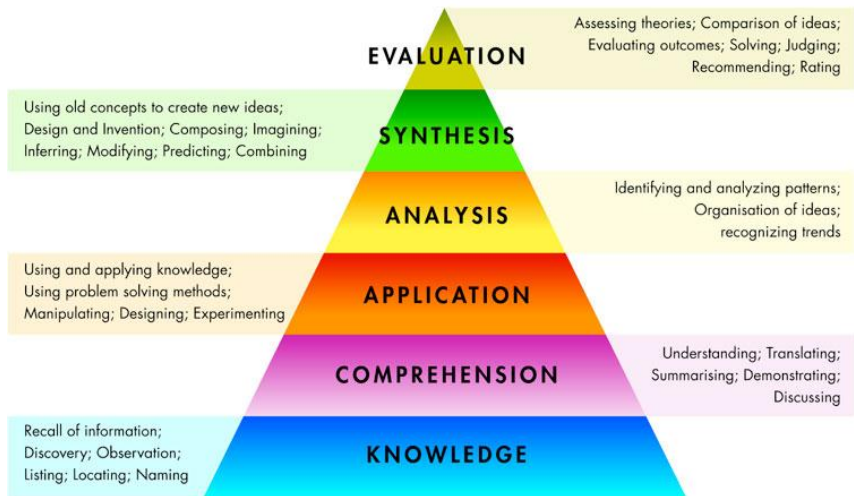 EVALUATION
Assessing theories; Comparison of ideas;
Evaluating outcomes; Solving; Judging;
Recommending; Rating
Using old concepts to create new ideas;
Design and Invention; Composing; Imagining;
Inferring; Modifying; Predicting; Combining
SYNTHESIS
ANALYSIS
Identifying and analyzing patterns;
Organisation of ideas;
recognizing trends
Using and applying knowledge;
Using problem solving methods;
Manipulating; Designing; Experimenting
APPLICATION
COMPREHENSION
Understanding; Translating;
Summarising; Demonstrating;
Discussing
Recall of information;
Discovery; Observation;
Listing; Locating; Naming
KNOWLEDGE